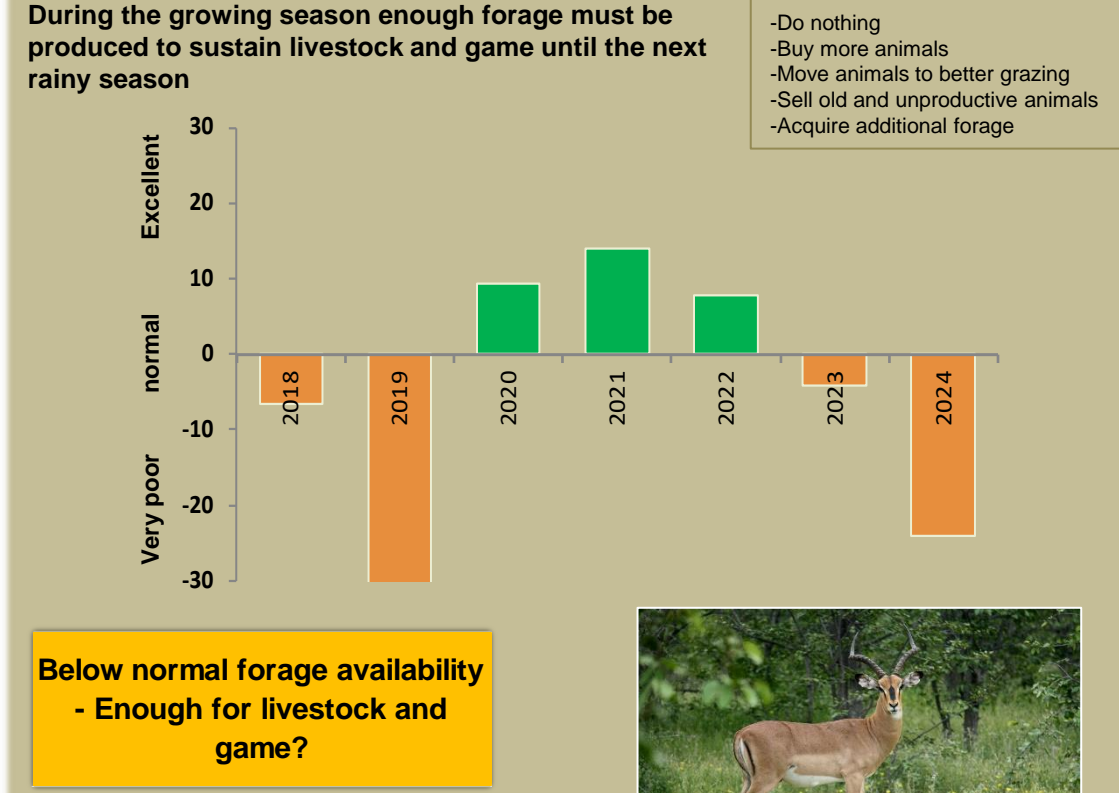 During the growing season enough forage must be
produced to sustain livestock and game until the next
rainy season
-Do nothing
-Buy more animals
-Move animals to better grazing
-Sell old and unproductive animals
-Acquire additional forage
Excellent
normal
Very poor
30
20
10
0
-10
-20
-30
2018
2019
2020
2021
2022
2023
2024
Below normal forage availability
- Enough for livestock and
game?